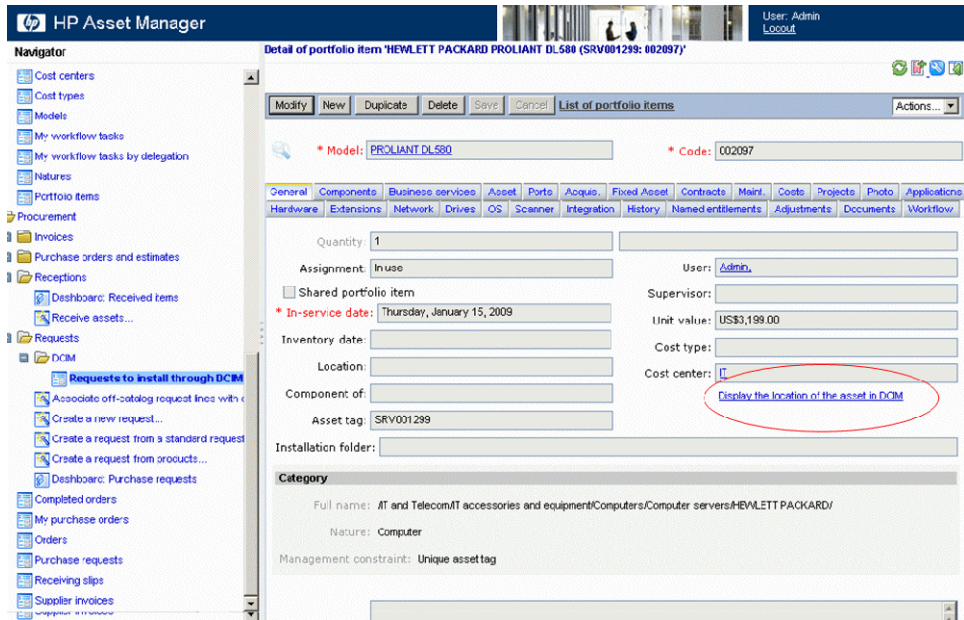 HP Asset Manager
User: Admin
Locout
Navigator
Cost centers
Cost types
Models
My workflow tasks
My workflow tasks by delegation
Natures
Portfolio items
Procurement
Invoices
Purchase orders and estimates
Receptions
Dashboard: Received items
Receive assets...
Requests
DCIM
Requests to install through DCIM
Associate off-catalog request lines with c
Create a new request...
Create a request from a standard request
Create a request from products...
Dashboard: Purchase requests
Completed orders
My purchase orders
Orders
Purchase requests
Receiving slips
Supplier invoices
Supplier invoices
Detail of portfolio item 'HEWLETT PACKARD PROLIANT DL580 (SRV001299: 002097)'
Modify New Duplicate Delete Save Cancel List of portfolio items Actions...
* Model: PROLIANT DL580 * Code: 002097
General Components Business services Asset Ports Acquis. Fixed Asset Contracts Maint. Costs Projects Photo Applications
Hardware Extensions Network Drives OS Scanner Integration History Named entitlements Adjustments Documents Workflow
Quantity: 1
Assignment: In use User: Admin,
Shared portfolio item Supervisor:
* In-service date: Thursday, January 15, 2009 Unit value: US$3,199.00
Inventory date: Cost type:
Location: Cost center: IT
Component of: Display the location of the asset in DCIM
Asset tag: SRV001299
Installation folder:
Category
Full name: /IT and Telecom/IT accessories and equipment/Computers/Computer servers/HEWLETT PACKARD/
Nature: Computer
Management constraint: Unique asset tag